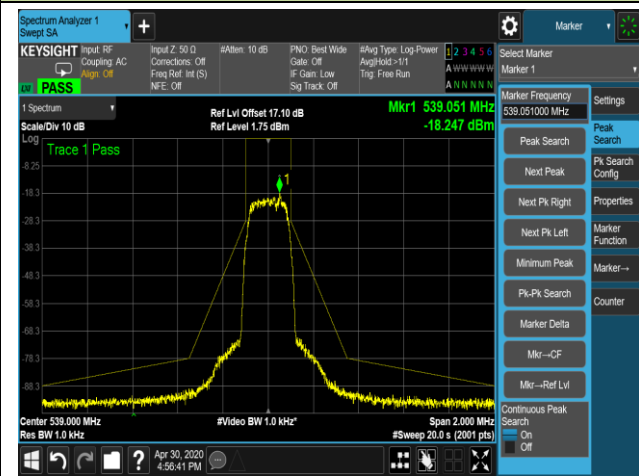 Spectrum Analyzer 1
Swept SA
+
Marker
KEYSIGHT Input: RF Input Z: 50 Ω #Atten: 10 dB PNO: Best Wide #Avg Type: Log-Power 1 2 3 4 5 6
Coupling: AC Corrections: Off Gate: Off Avg|Hold:>1/1 A W W W W W
Align: Off Freq Ref: Int (S) IF Gain: Low Trig: Free Run
NFE: Off Sig Track: Off A N N N N N
PASS
Select Marker
Marker 1
1 Spectrum
Scale/Div 10 dB
Ref Lvl Offset 17.10 dB
Ref Level 1.75 dBm
Mkr1 539.051 MHz
-18.247 dBm
Log
Trace 1 Pass
1
-8.25
-18.3
-28.3
-38.3
-48.3
-58.3
-68.3
-78.3
-88.3
Center 539.000 MHz
#Video BW 1.0 kHz*
Span 2.000 MHz
Res BW 1.0 kHz
#Sweep 20.0 s (2001 pts)
Marker Frequency
539.051000 MHz
Peak Search
Next Peak
Next Pk Right
Next Pk Left
Minimum Peak
Pk-Pk Search
Marker Delta
Mkr→CF
Mkr→Ref Lvl
Continuous Peak
Search
On
Off
Settings
Peak
Search
Pk Search
Config
Properties
Marker
Function
Marker→
Counter
?
Apr 30, 2020
4:56:41 PM